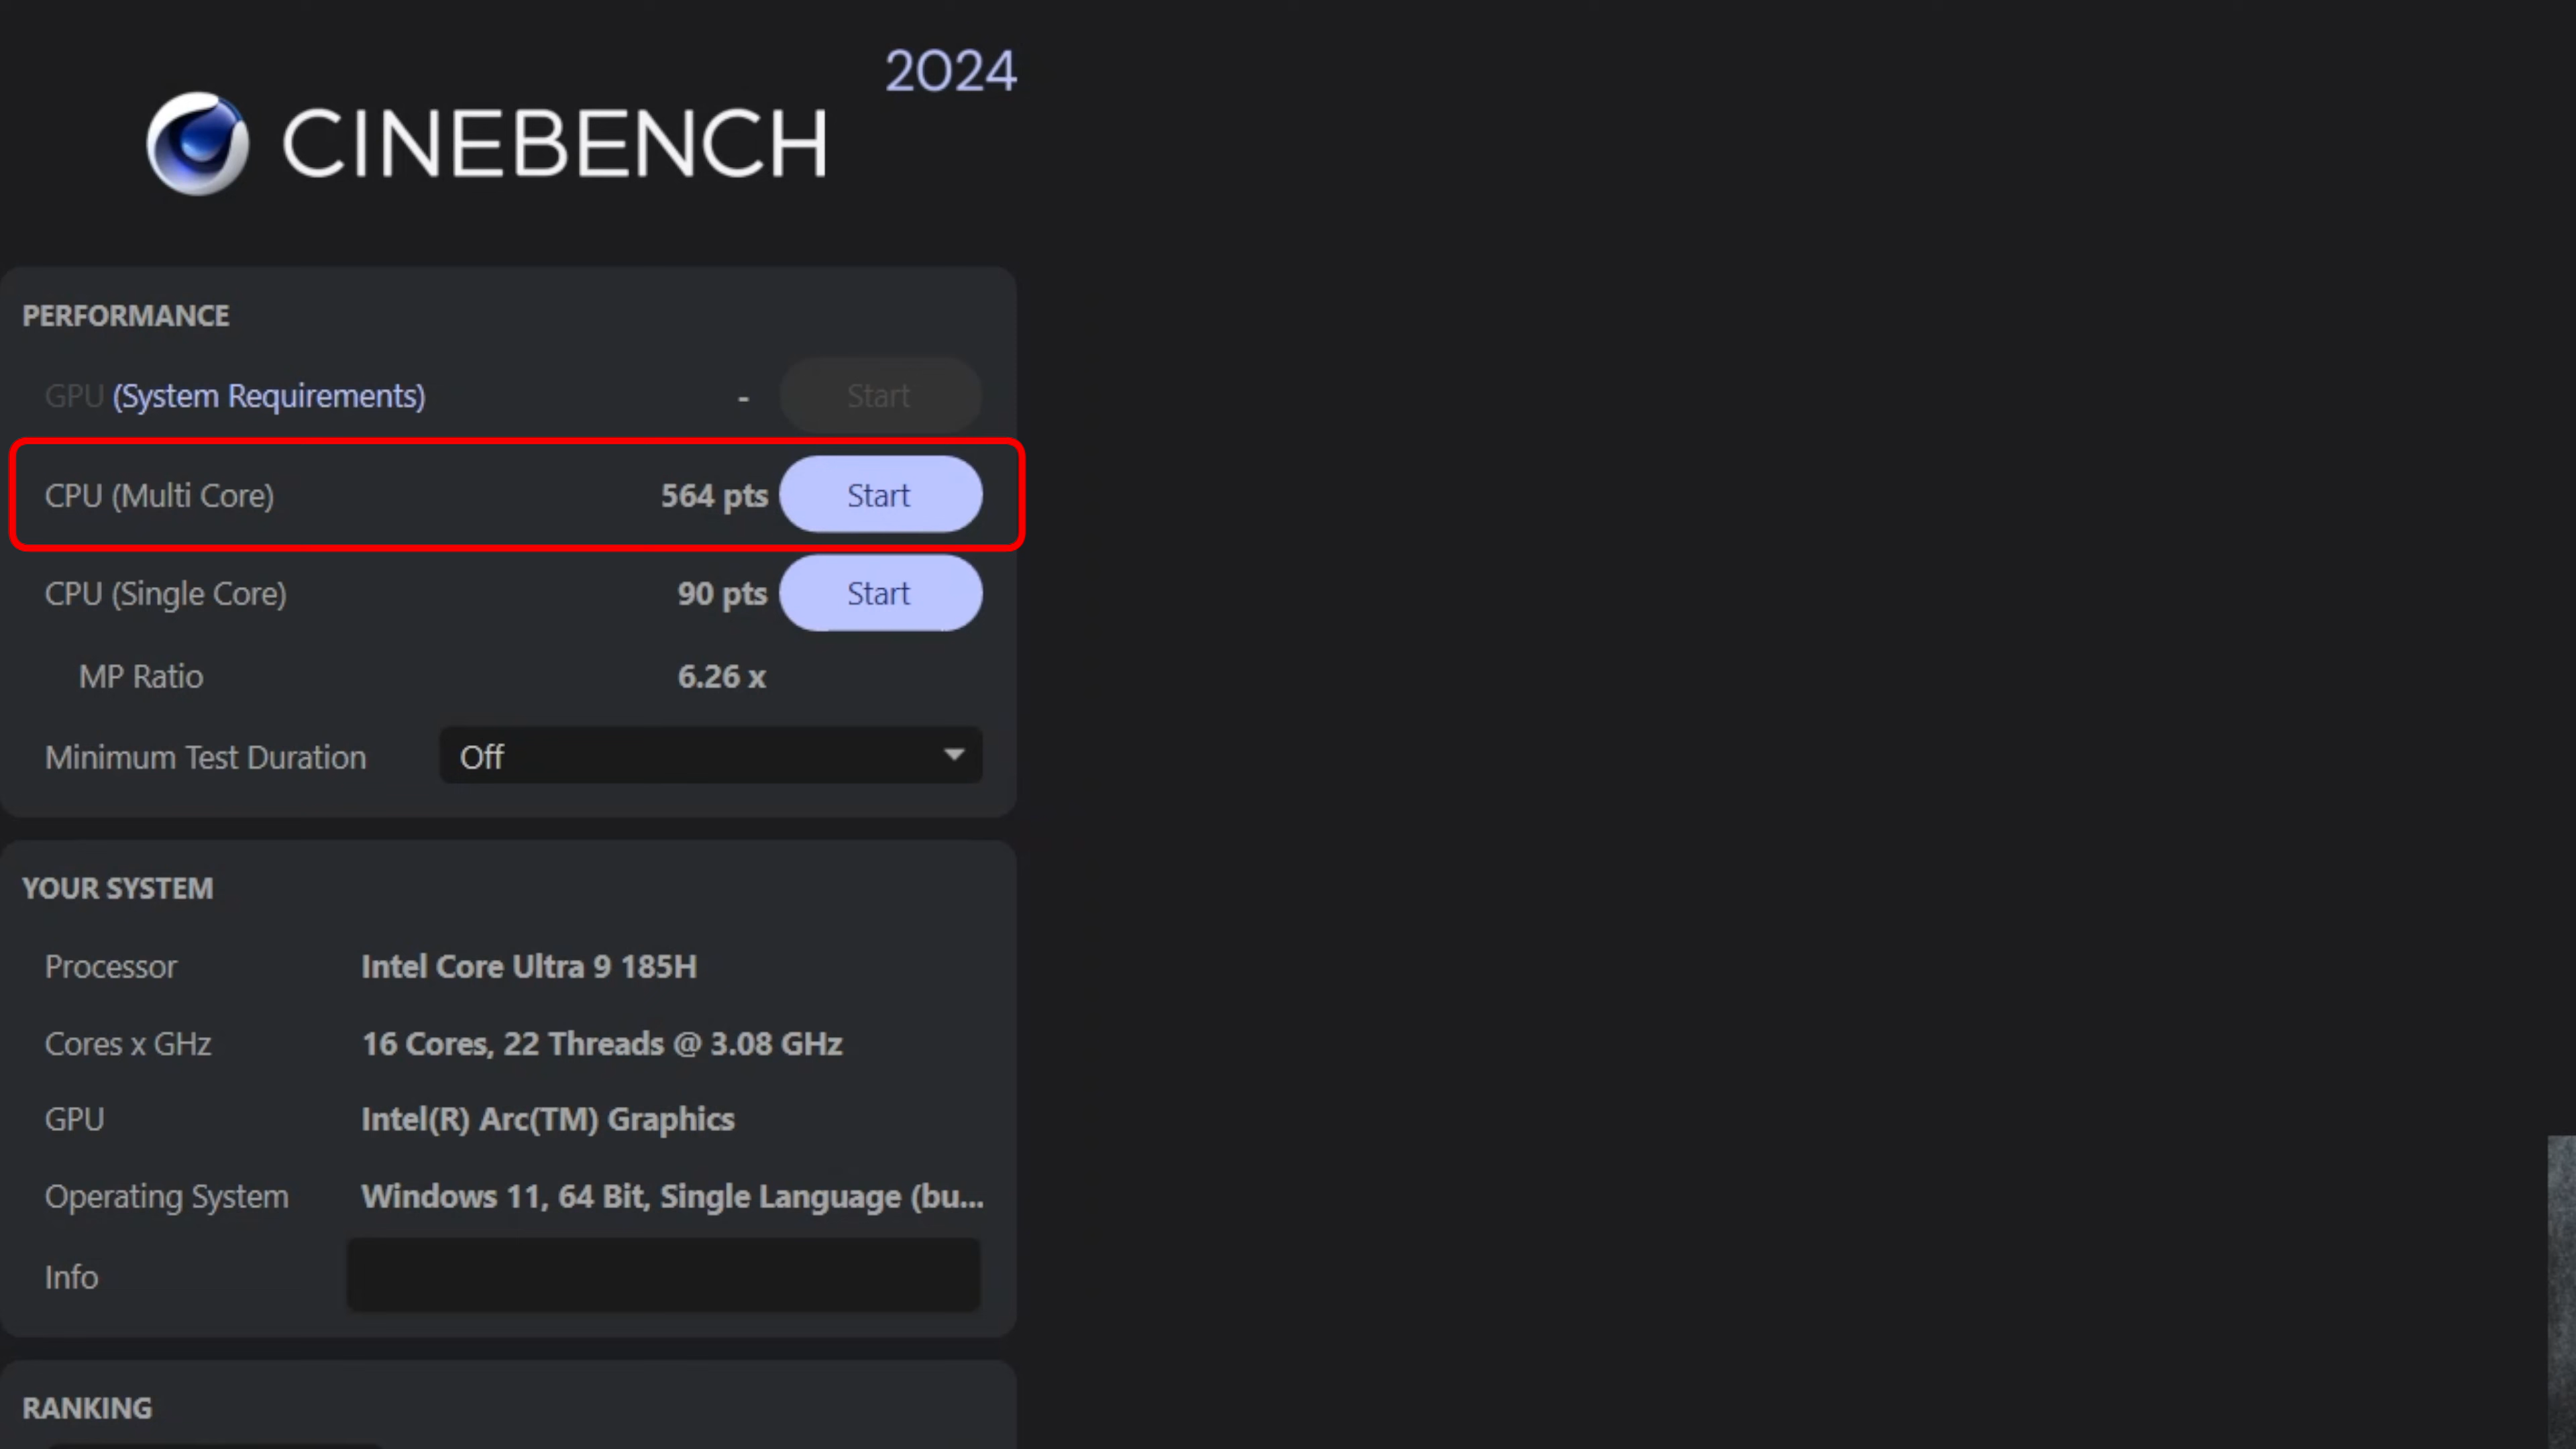 2024
CINEBENCH
PERFORMANCE
GPU (System Requirements) - Start
CPU (Multi Core) 564 pts Start
CPU (Single Core) 90 pts Start
MP Ratio 6.26 x
Minimum Test Duration Off
YOUR SYSTEM
Processor Intel Core Ultra 9 185H
Cores x GHz 16 Cores, 22 Threads @ 3.08 GHz
GPU Intel(R) Arc(TM) Graphics
Operating System Windows 11, 64 Bit, Single Language (bu...
Info
RANKING